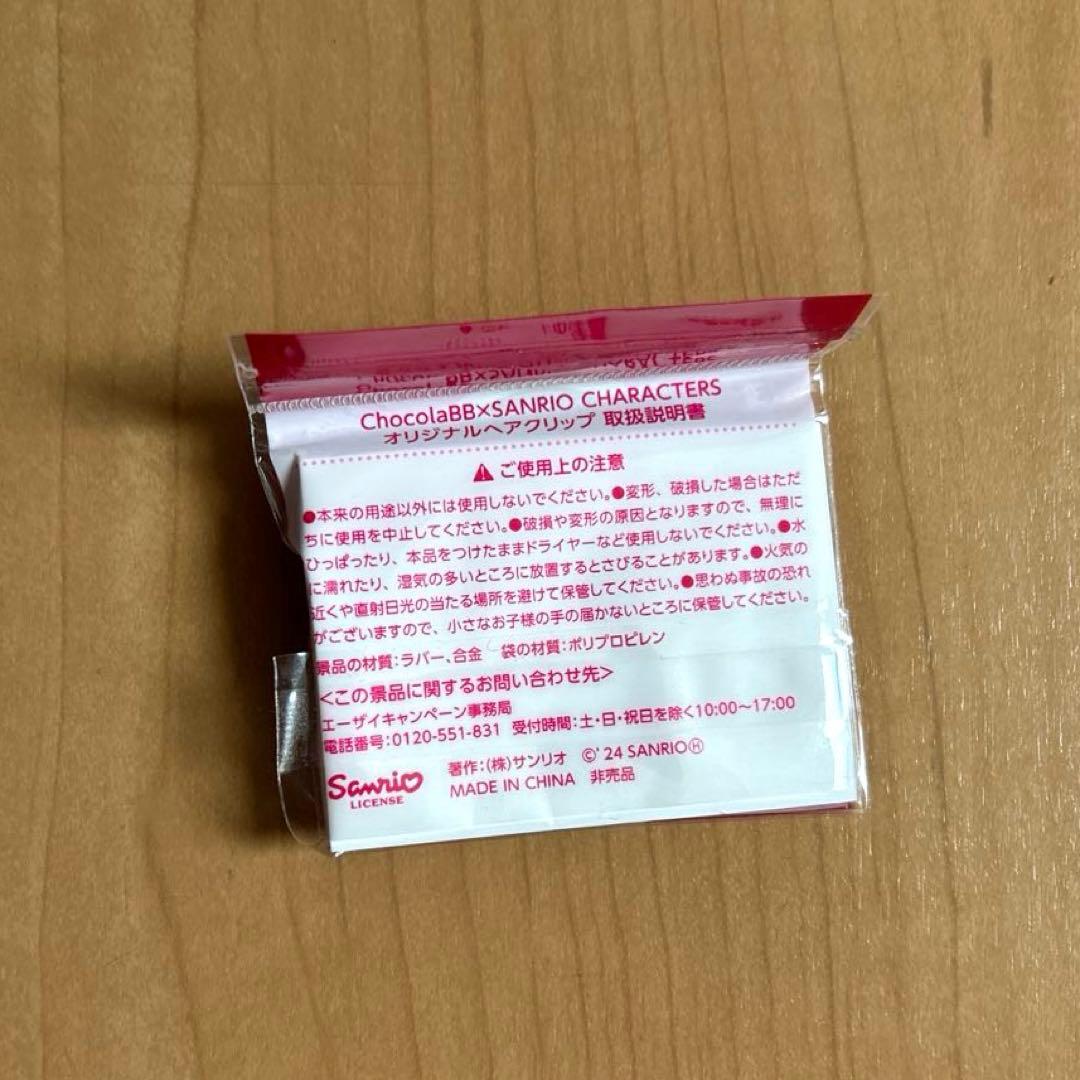 ChocolaBB×SANRIO CHARACTERS
オリジナルヘアクリップ 取扱説明書
⚠ ご使用上の注意
●本来の用途以外には使用しないでください。●変形、破損した場合はただ
ちに使用を中止してください。●破損や変形の原因となりますので、無理に
ひっぱったり、本品をつけたままドライヤーなど使用しないでください。●水
に濡れたり、湿気の多いところに放置するとさびることがあります。●火気の
近くや直射日光の当たる場所を避けて保管してください。●思わぬ事故の恐れ
がございますので、小さなお子様の手の届かないところに保管してください。
景品の材質:ラバー、合金 袋の材質:ポリプロピレン
<この景品に関するお問い合わせ先>
エーザイキャンペーン事務局
電話番号:0120-551-831 受付時間:土・日・祝日を除く10:00～17:00
Sanrio
LICENSE
著作:(株)サンリオ ©'24 SANRIOⒽ
MADE IN CHINA 非売品